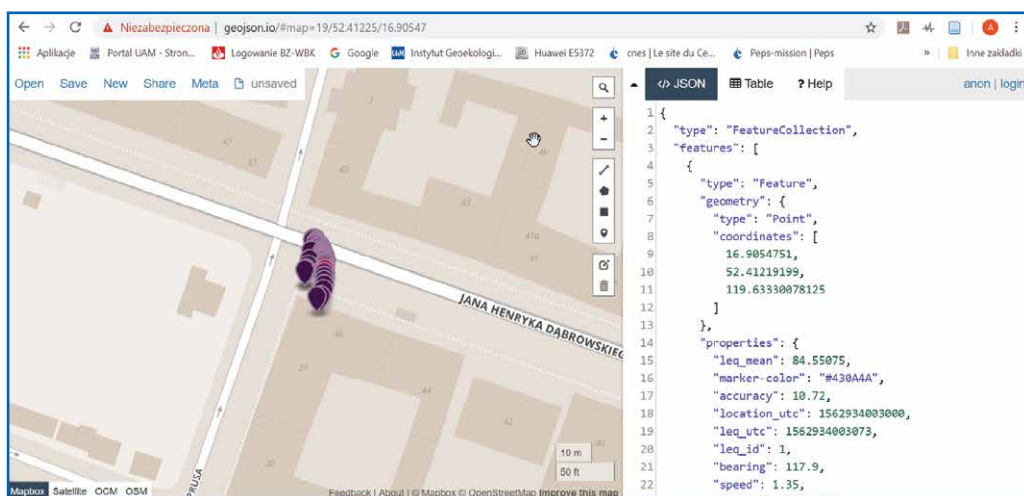 Niezabezpieczona | geojson.io/#map=19/52.41225/16.90547
A
Aplikacje Portal UAM - Stron... Logowanie BZ-WBK Google Instytut Geoekologi... Huawei E5372 cnes | Le site du Ce... Peps-mission | Peps » Inne zakładki
Open Save New Share Meta unsaved
</> JSON Table ? Help anon | login
+
-
JANA HENRYKA DĄBROWSKIEG
PRUSA
10 m
50 ft
Mapbox Satellite OCM OSM
Feedback | About | © Mapbox © OpenStreetMap Improve this map
1 {
2 "type": "FeatureCollection",
3 "features": [
4 {
5 "type": "Feature",
6 "geometry": {
7 "type": "Point",
8 "coordinates": [
9 16.9054751,
10 52.41219199,
11 119.63330078125
12 ]
13 },
14 "properties": {
15 "leq_mean": 84.55075,
16 "marker-color": "#430A4A",
17 "accuracy": 10.72,
18 "location_utc": 1562934003000,
19 "leq_utc": 1562934003073,
20 "leq_id": 1,
21 "bearing": 117.9,
22 "speed": 1.35,